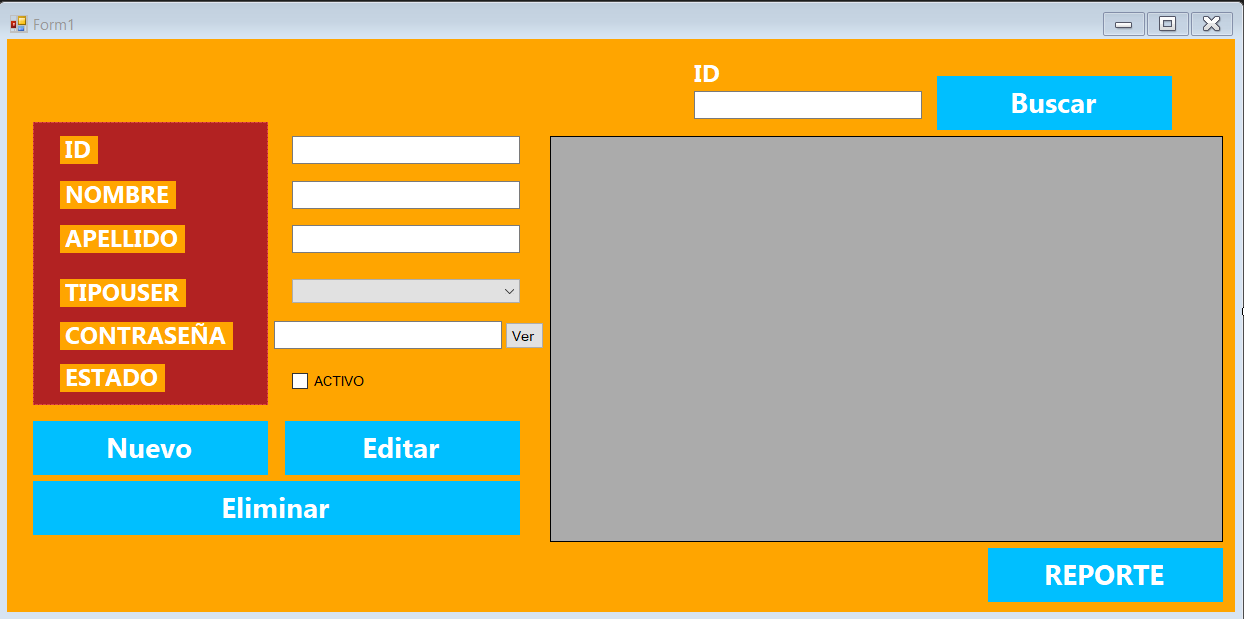 Form1
ID
Buscar
ID
NOMBRE
APELLIDO
TIPOUSER
CONTRASEÑA
Ver
ESTADO
ACTIVO
Nuevo
Editar
Eliminar
REPORTE